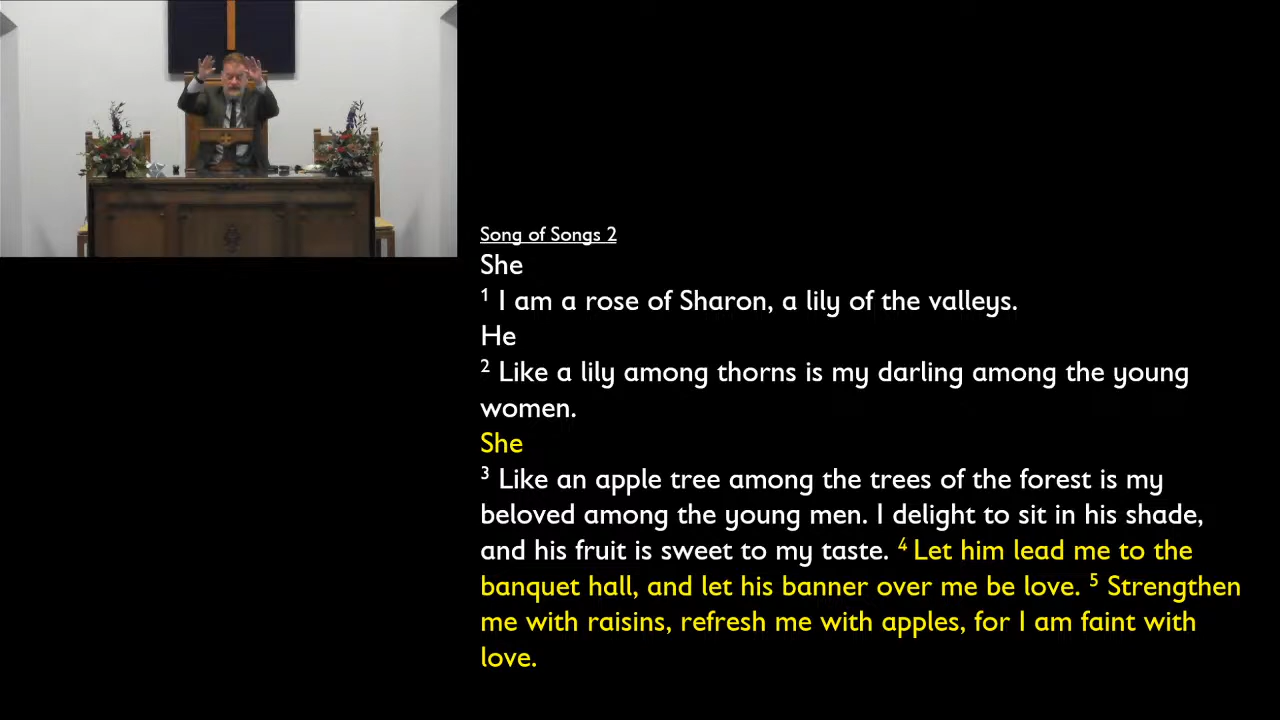 Song of Songs 2
She
1 I am a rose of Sharon, a lily of the valleys.
He
2 Like a lily among thorns is my darling among the young
women.
She
3 Like an apple tree among the trees of the forest is my
beloved among the young men. I delight to sit in his shade,
and his fruit is sweet to my taste. 4 Let him lead me to the
banquet hall, and let his banner over me be love. 5 Strengthen
me with raisins, refresh me with apples, for I am faint with
love.